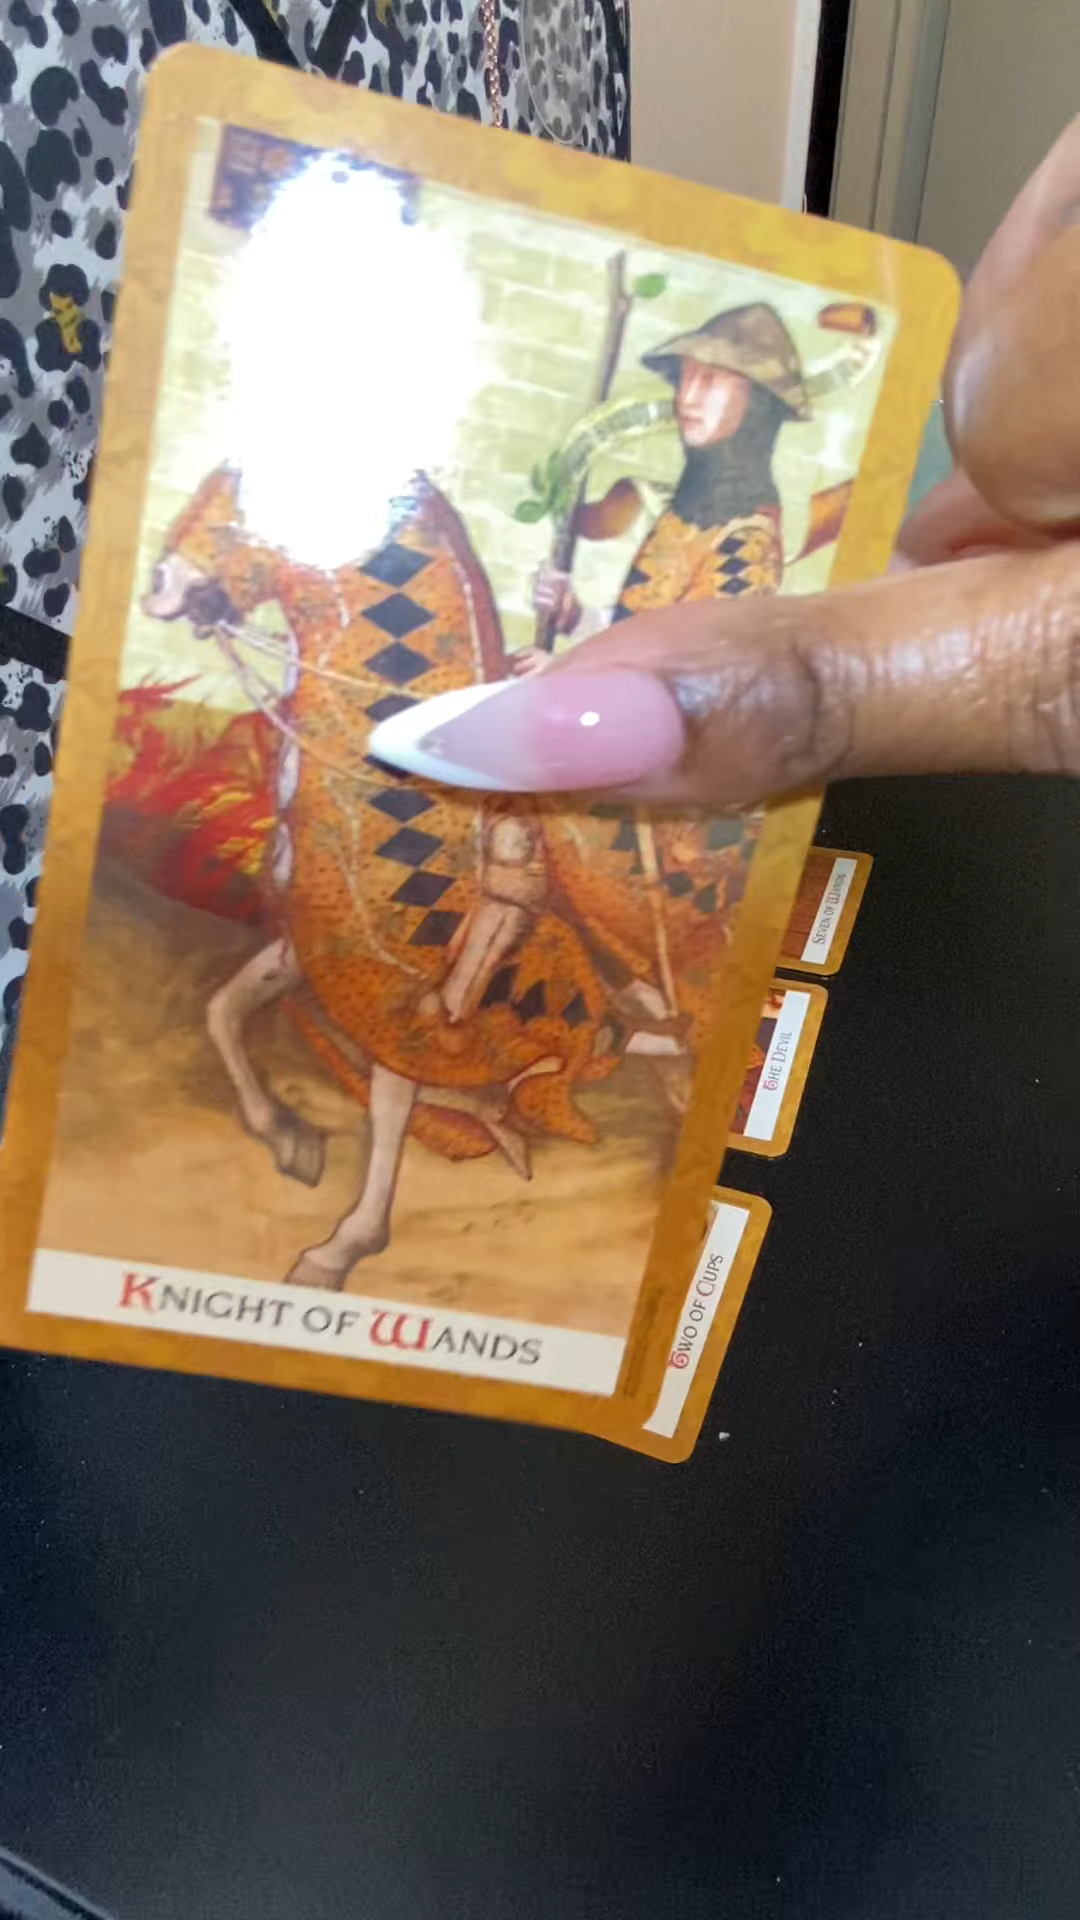 KNIGHT OF WANDS
SEVEN OF WANDS
THE DEVIL
TWO OF CUPS